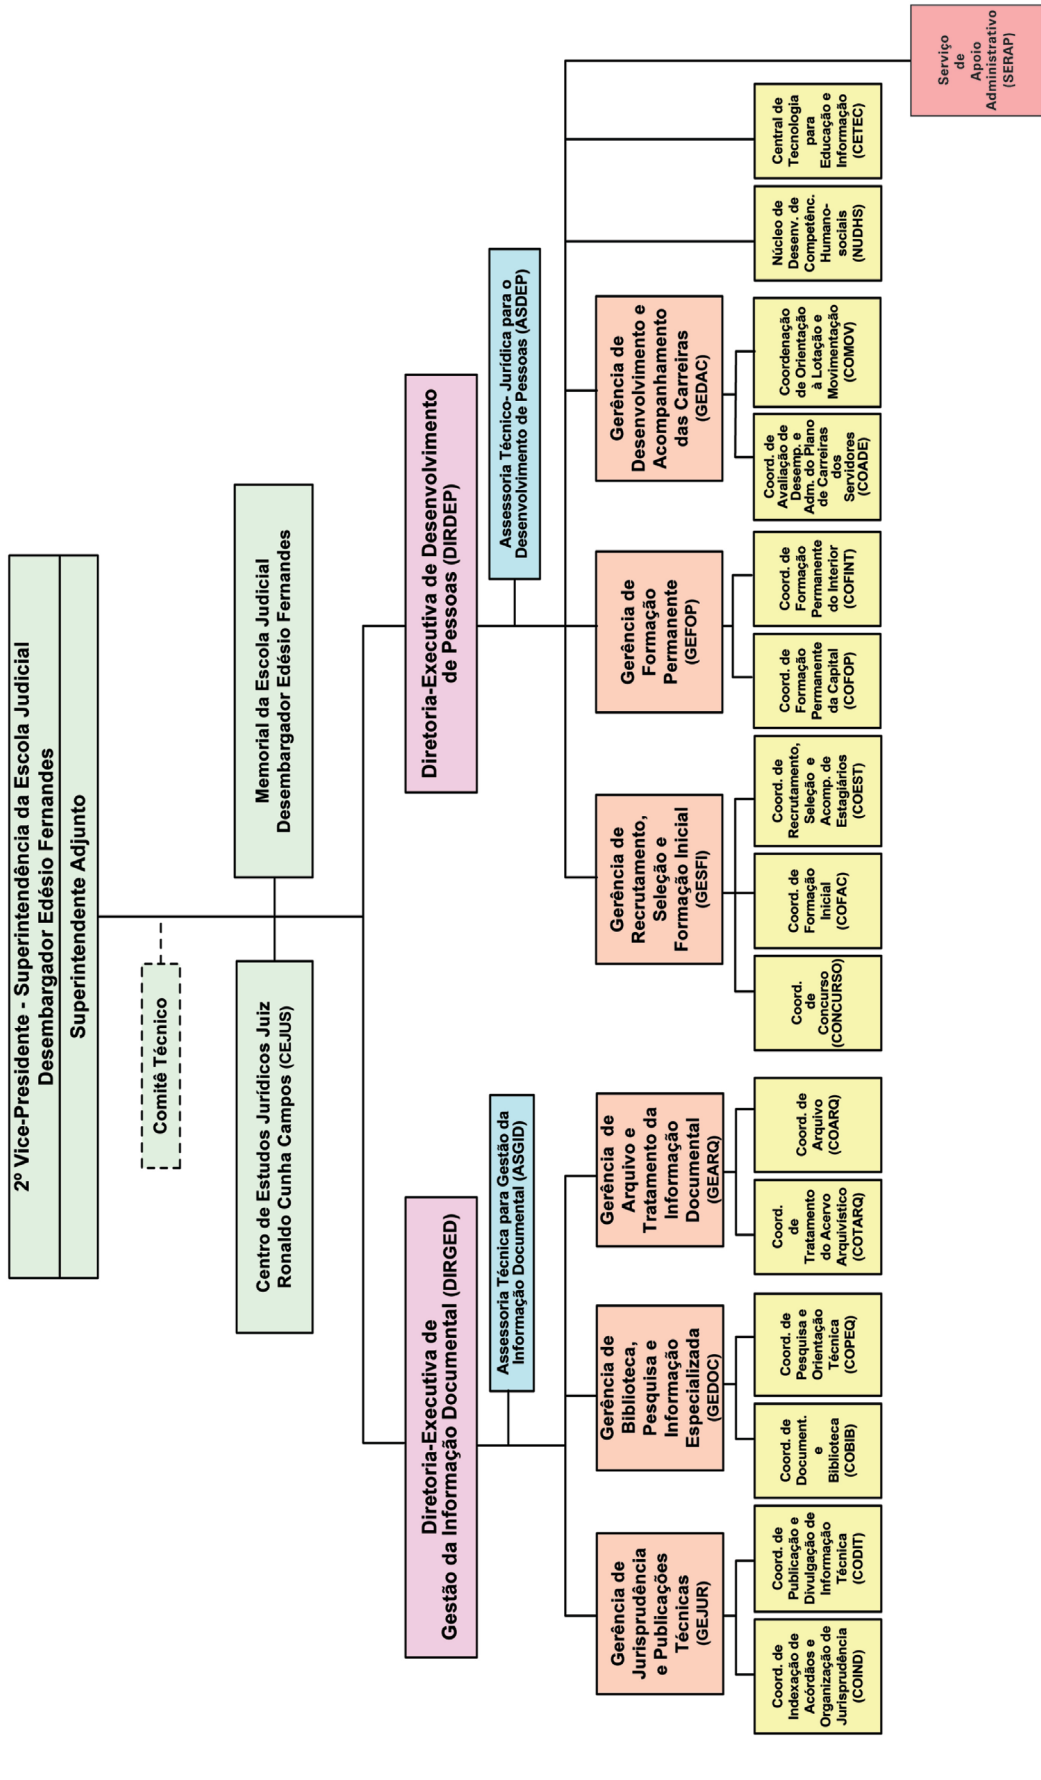 2º Vice-Presidente - Superintendência da Escola Judicial
Desembargador Edésio Fernandes
Superintendente Adjunto
Comitê Técnico
Centro de Estudos Jurídicos Juiz
Ronaldo Cunha Campos (CEJUS)
Memorial da Escola Judicial
Desembargador Edésio Fernandes
Diretoria-Executiva de
Gestão da Informação Documental (DIRGED)
Diretoria-Executiva de Desenvolvimento
de Pessoas (DIRDEP)
Assessoria Técnica para Gestão da
Informação Documental (ASGID)
Assessoria Técnico- Jurídica para o
Desenvolvimento de Pessoas (ASDEP)
Gerência de
Jurisprudência
e Publicações
Técnicas
(GEJUR)
Gerência de
Biblioteca,
Pesquisa e
Informação
Especializada
(GEDOC)
Gerência de
Arquivo e
Tratamento da
Informação
Documental
(GEARQ)
Gerência de
Recrutamento,
Seleção e
Formação Inicial
(GESFI)
Gerência de
Formação
Permanente
(GEFOP)
Gerência de
Desenvolvimento e
Acompanhamento
das Carreiras
(GEDAC)
Coord. de
Indexação de
Acórdãos e
Organização de
Jurisprudência
(COIND)
Coord. de
Publicação e
Divulgação de
Informação
Técnica
(CODIT)
Coord. de
Document.
e
Biblioteca
(COBIB)
Coord. de
Pesquisa e
Orientação
Técnica
(COPEQ)
Coord.
de
Tratamento
do Acervo
Arquivístico
(COTARQ)
Coord. de
Arquivo
(COARQ)
Coord.
de
Concurso
(CONCURSO)
Coord. de
Formação
Inicial
(COFAC)
Coord. de
Recrutamento,
Seleção e
Acomp. de
Estagiários
(COEST)
Coord. de
Formação
Permanente
da Capital
(COFOP)
Coord. de
Formação
Permanente
do Interior
(COFINT)
Coord. de
Avaliação de
Desemp. e
Adm. do Plano
de Carreiras
dos
Servidores
(COADE)
Coordenação
de Orientação
à Lotação e
Movimentação
(COMOV)
Núcleo de
Desenv. de
Competênc.
Humano-
sociais
(NUDHS)
Central de
Tecnologia
para
Educação e
Informação
(CETEC)
Serviço
de
Apoio
Administrativo
(SERAP)